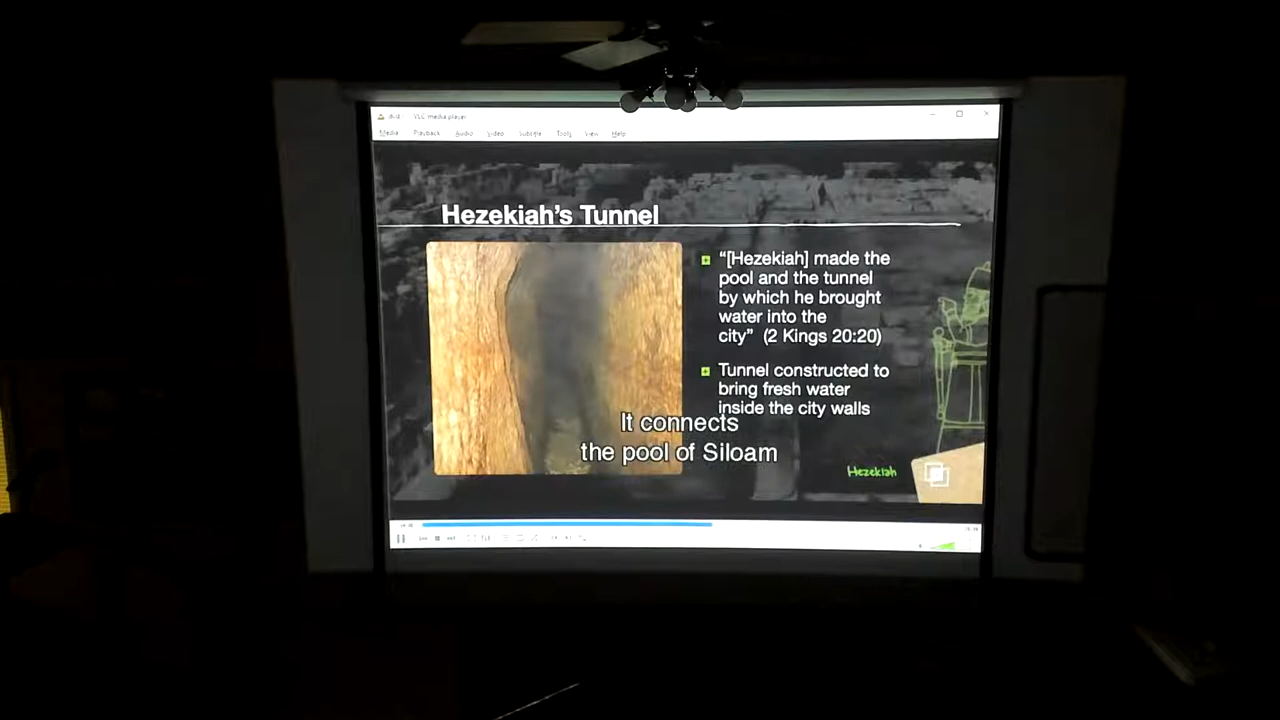 dvd - VLC media player
Media Playback Audio Video Subtitle Tools View Help
Hezekiah's Tunnel
“[Hezekiah] made the
pool and the tunnel
by which he brought
water into the
city” (2 Kings 20:20)
Tunnel constructed to
bring fresh water
inside the city walls
It connects
the pool of Siloam
Hezekiah